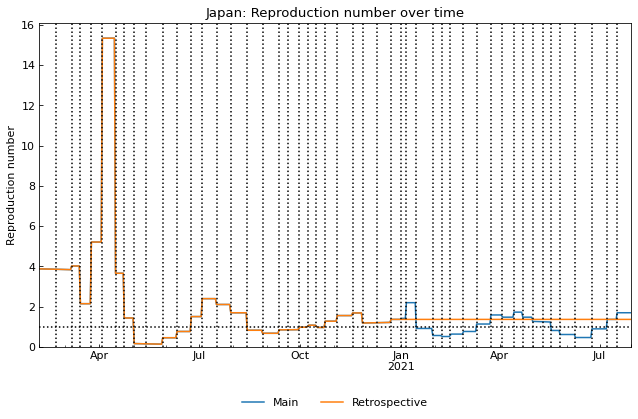 Japan: Reproduction number over time
Reproduction number
16
14
12
10
8
6
4
2
0
Apr Jul Oct Jan Apr Jul
2021
Main Retrospective